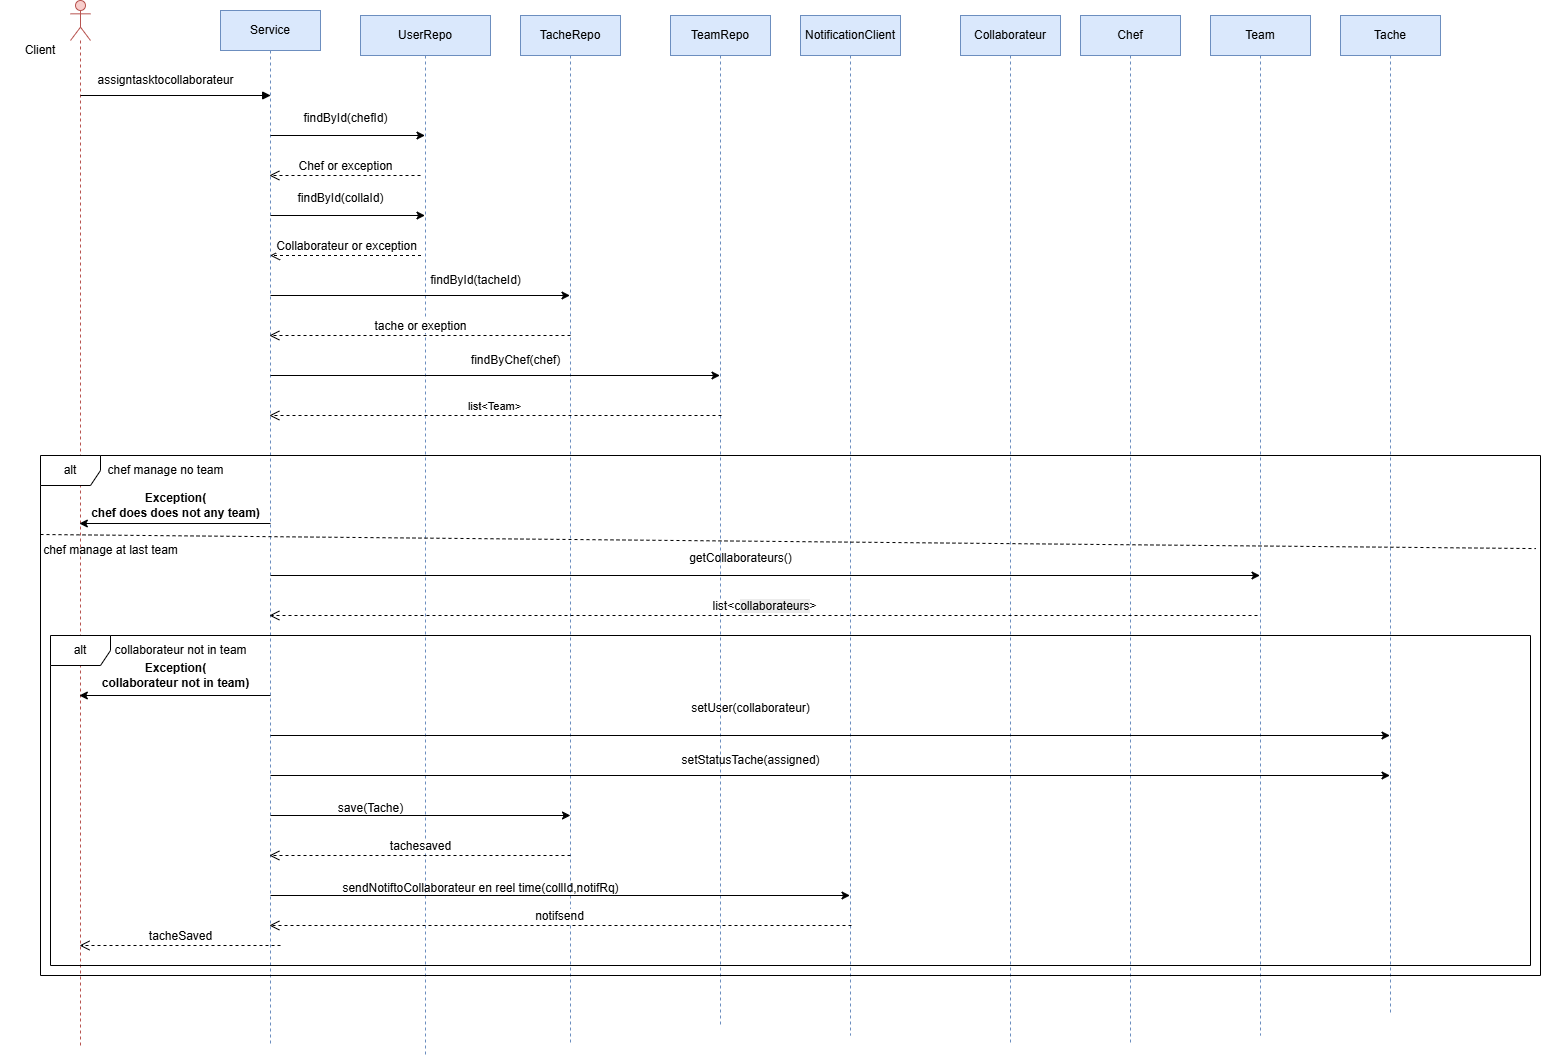 Client
Service
UserRepo
TacheRepo
TeamRepo
NotificationClient
Collaborateur
Chef
Team
Tache
assigntasktocollaborateur
findById(chefId)
Chef or exception
findById(collaId)
Collaborateur or exception
findById(tacheId)
tache or exeption
findByChef(chef)
list<Team>
alt
chef manage no team
Exception(
chef does does not any team)
chef manage at last team
getCollaborateurs()
list<collaborateurs>
alt
collaborateur not in team
Exception(
collaborateur not in team)
setUser(collaborateur)
setStatusTache(assigned)
save(Tache)
tachesaved
sendNotiftoCollaborateur en reel time(collId,notifRq)
notifsend
tacheSaved